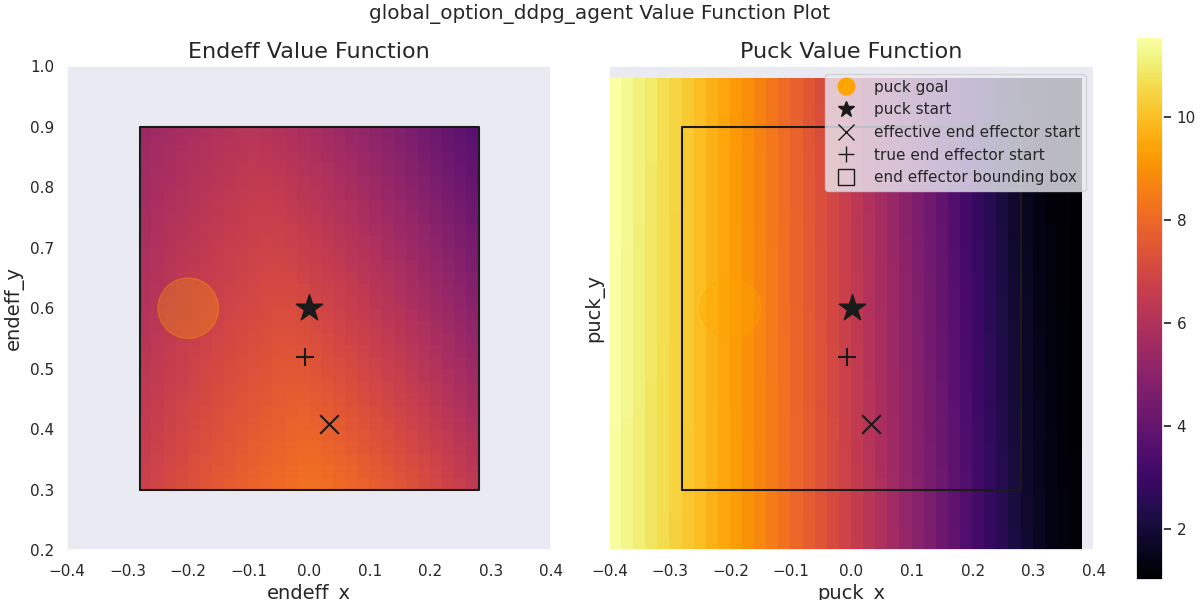 global_option_ddpg_agent Value Function Plot
Endeff Value Function
endeff_y
1.0
0.9
0.8
0.7
0.6
0.5
0.4
0.3
0.2
−0.4 −0.3 −0.2 −0.1 0.0 0.1 0.2 0.3 0.4
endeff_x
Puck Value Function
puck goal
puck start
effective end effector start
true end effector start
end effector bounding box
puck_y
−0.4 −0.3 −0.2 −0.1 0.0 0.1 0.2 0.3 0.4
puck_x
10
8
6
4
2